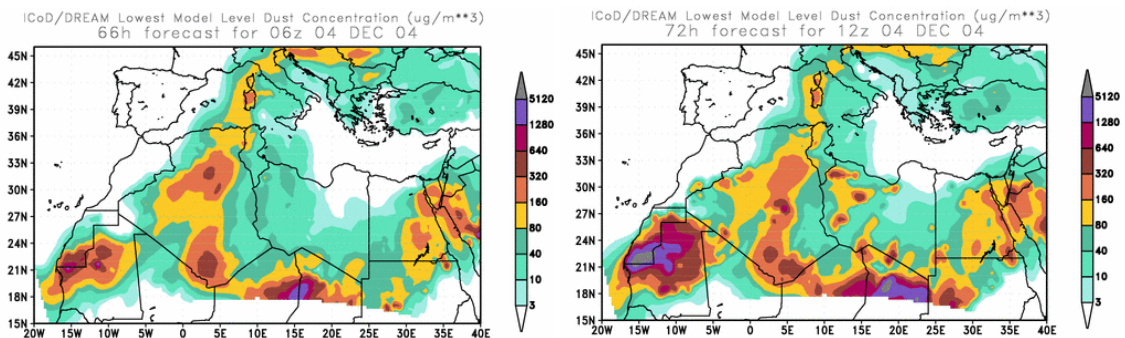 ICoD/DREAM Lowest Model Level Dust Concentration (ug/m**3)
66h forecast for 06z 04 DEC 04
45N
42N
39N
36N
33N
30N
27N
24N
21N
18N
15N
20W 15W 10W 5W 0 5E 10E 15E 20E 25E 30E 35E 40E
5120
1280
640
320
160
80
40
10
3
ICoD/DREAM Lowest Model Level Dust Concentration (ug/m**3)
72h forecast for 12z 04 DEC 04
45N
42N
39N
36N
33N
30N
27N
24N
21N
18N
15N
20W 15W 10W 5W 0 5E 10E 15E 20E 25E 30E 35E 40E
5120
1280
640
320
160
80
40
10
3